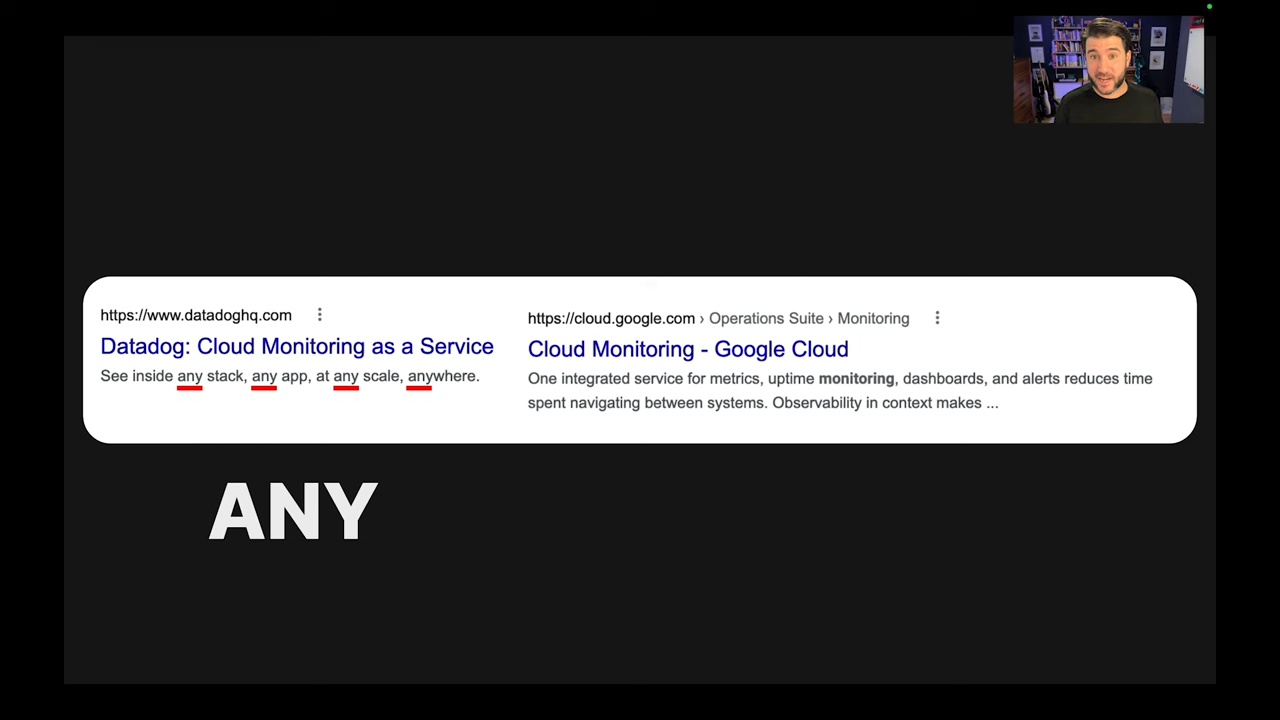 https://www.datadoghq.com
Datadog: Cloud Monitoring as a Service
See inside any stack, any app, at any scale, anywhere.
https://cloud.google.com › Operations Suite › Monitoring
Cloud Monitoring - Google Cloud
One integrated service for metrics, uptime monitoring, dashboards, and alerts reduces time
spent navigating between systems. Observability in context makes ...
ANY